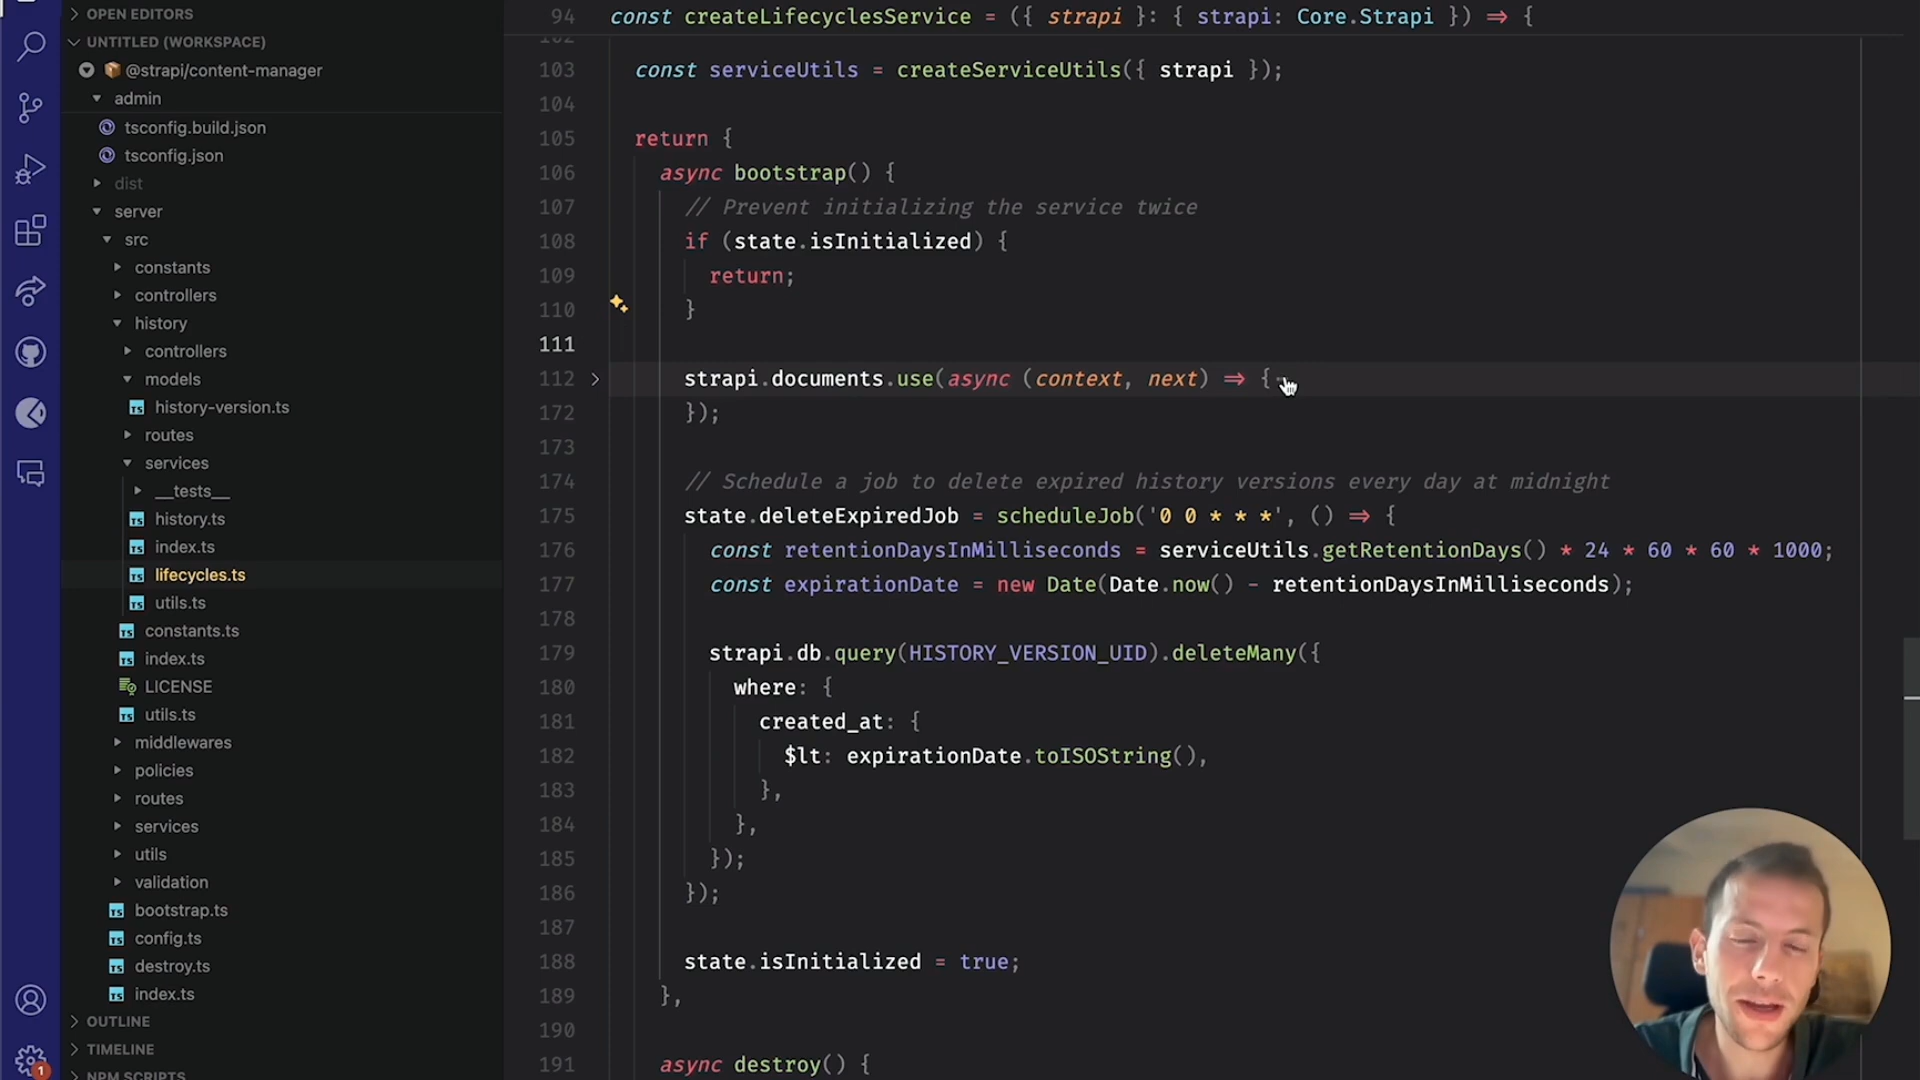 OPEN EDITORS
UNTITLED (WORKSPACE)
@strapi/content-manager
admin
tsconfig.build.json
tsconfig.json
dist
server
src
constants
controllers
history
controllers
models
history-version.ts
routes
services
__tests__
history.ts
index.ts
lifecycles.ts
utils.ts
constants.ts
index.ts
LICENSE
utils.ts
middlewares
policies
routes
services
utils
validation
bootstrap.ts
config.ts
destroy.ts
index.ts
OUTLINE
TIMELINE
NPM SCRIPTS
1
94 const createLifecyclesService = ({ strapi }: { strapi: Core.Strapi }) => {
102
103 const serviceUtils = createServiceUtils({ strapi });
104
105 return {
106 async bootstrap() {
107 // Prevent initializing the service twice
108 if (state.isInitialized) {
109 return;
110 }
111
112 strapi.documents.use(async (context, next) => {
172 });
173
174 // Schedule a job to delete expired history versions every day at midnight
175 state.deleteExpiredJob = scheduleJob('0 0 * * *', () => {
176 const retentionDaysInMilliseconds = serviceUtils.getRetentionDays() * 24 * 60 * 60 * 1000;
177 const expirationDate = new Date(Date.now() - retentionDaysInMilliseconds);
178
179 strapi.db.query(HISTORY_VERSION_UID).deleteMany({
180 where: {
181 created_at: {
182 $lt: expirationDate.toISOString(),
183 },
184 },
185 });
186 });
187
188 state.isInitialized = true;
189 },
190
191 async destroy() {